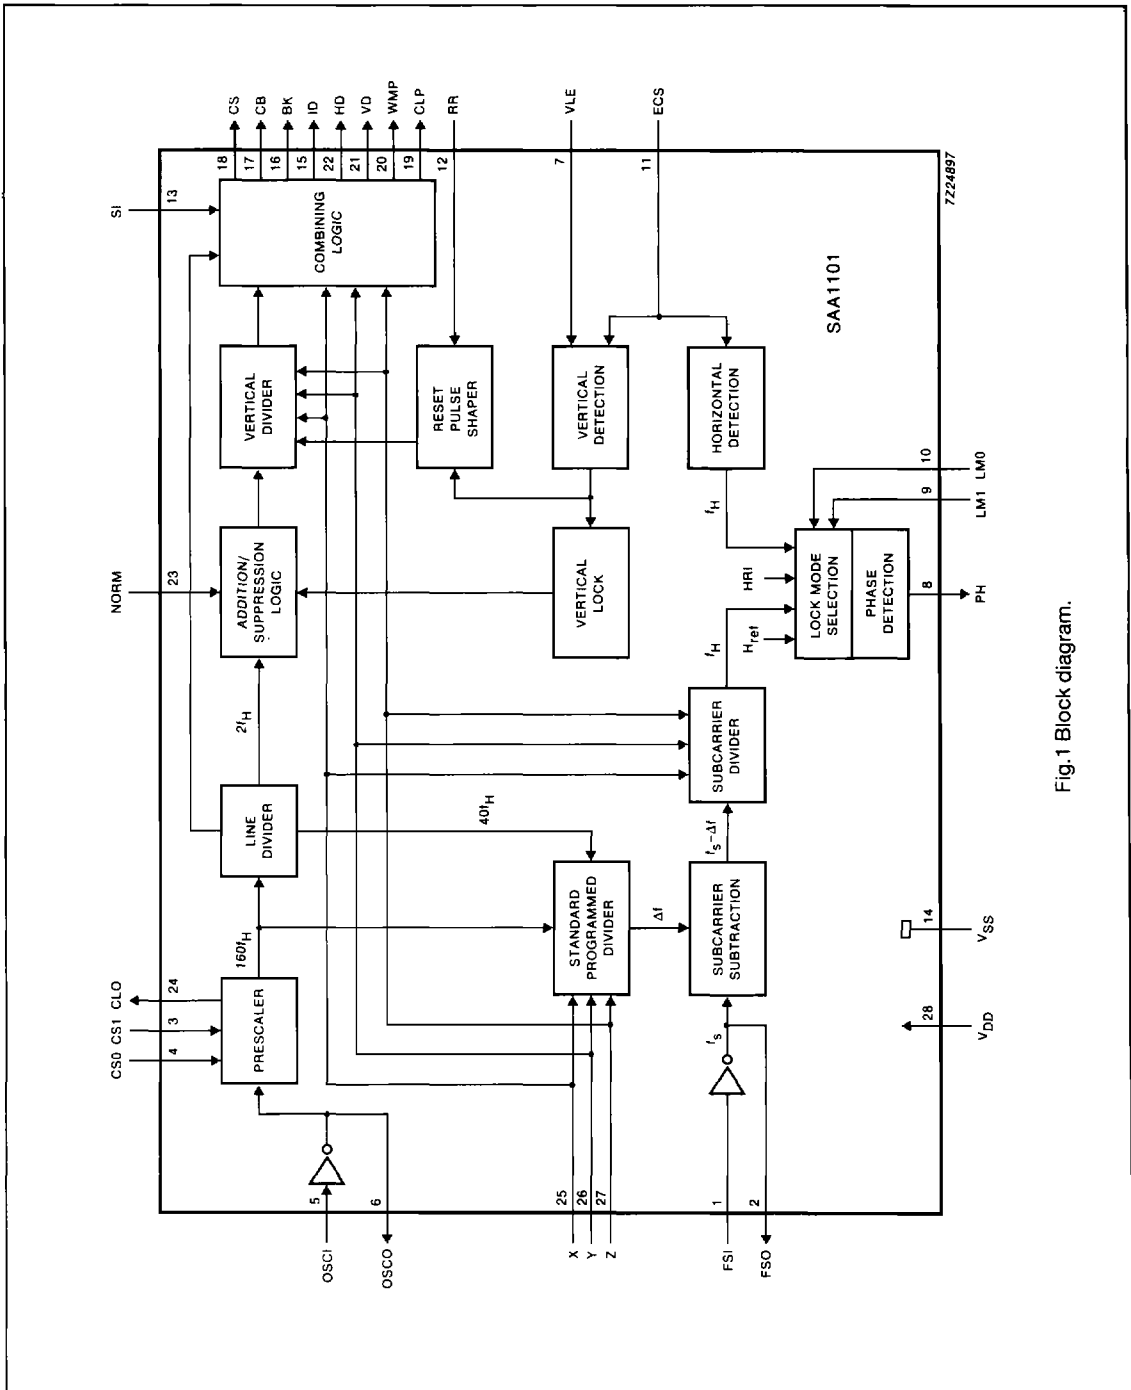 CS0
CS1
CLO
4
3
24
NORM
23
SI
13
OSCI
5
OSCO
6
PRESCALER
160fH
LINE
DIVIDER
2fH
ADDITION/
SUPPRESSION
LOGIC
VERTICAL
DIVIDER
COMBINING
LOGIC
18
CS
17
CB
16
BK
15
ID
22
HD
21
VD
20
WMP
19
CLP
12
RR
40fH
RESET
PULSE
SHAPER
X
25
Y
26
Z
27
STANDARD
PROGRAMMED
DIVIDER
VERTICAL
LOCK
VERTICAL
DETECTION
7
VLE
11
ECS
Δf
FSI
1
FSO
2
fs
SUBCARRIER
SUBTRACTION
fs-Δf
SUBCARRIER
DIVIDER
fH
Href
HRI
fH
HORIZONTAL
DETECTION
LOCK MODE
SELECTION
PHASE
DETECTION
SAA1101
28
VDD
14
VSS
8
PH
9
LM1
10
LM0
7Z24897
Fig.1 Block diagram.